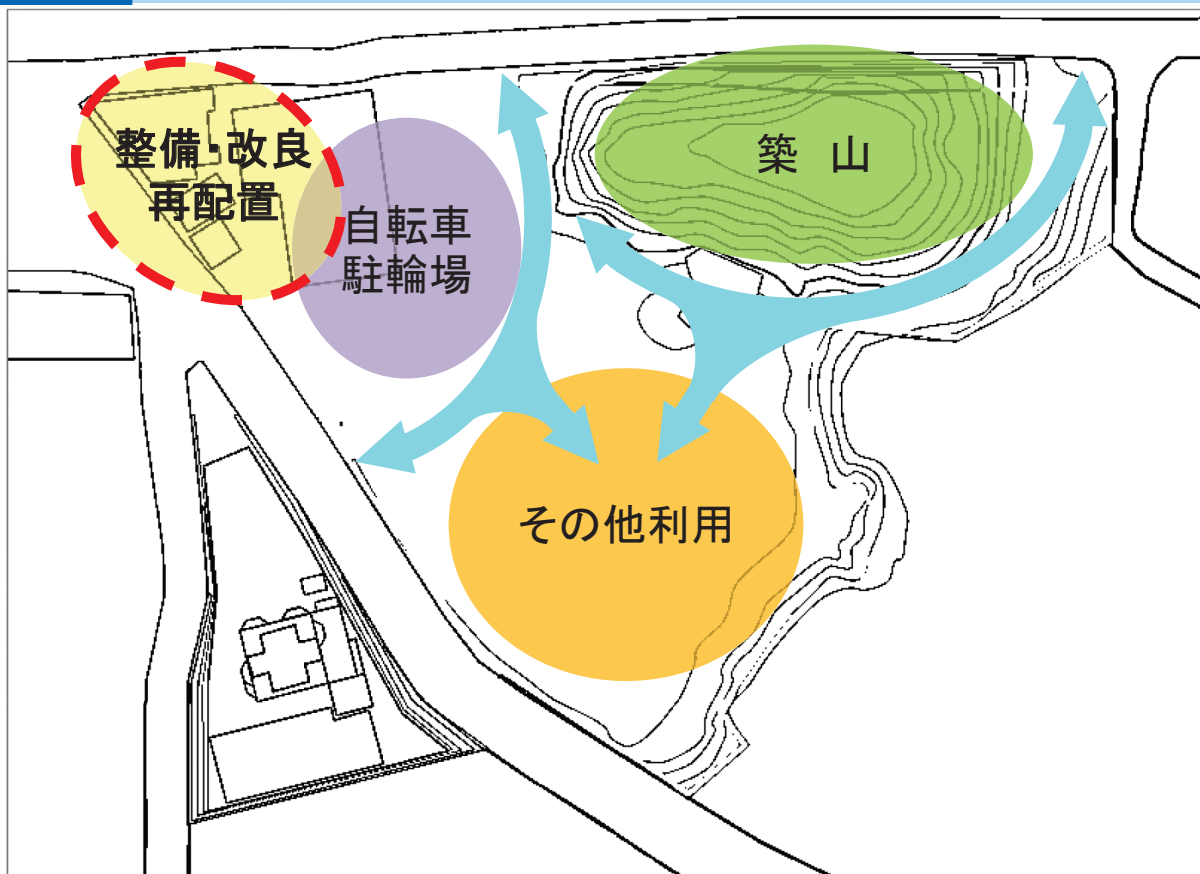 整備・改良
再配置
自転車
駐輪場
築 山
その他利用